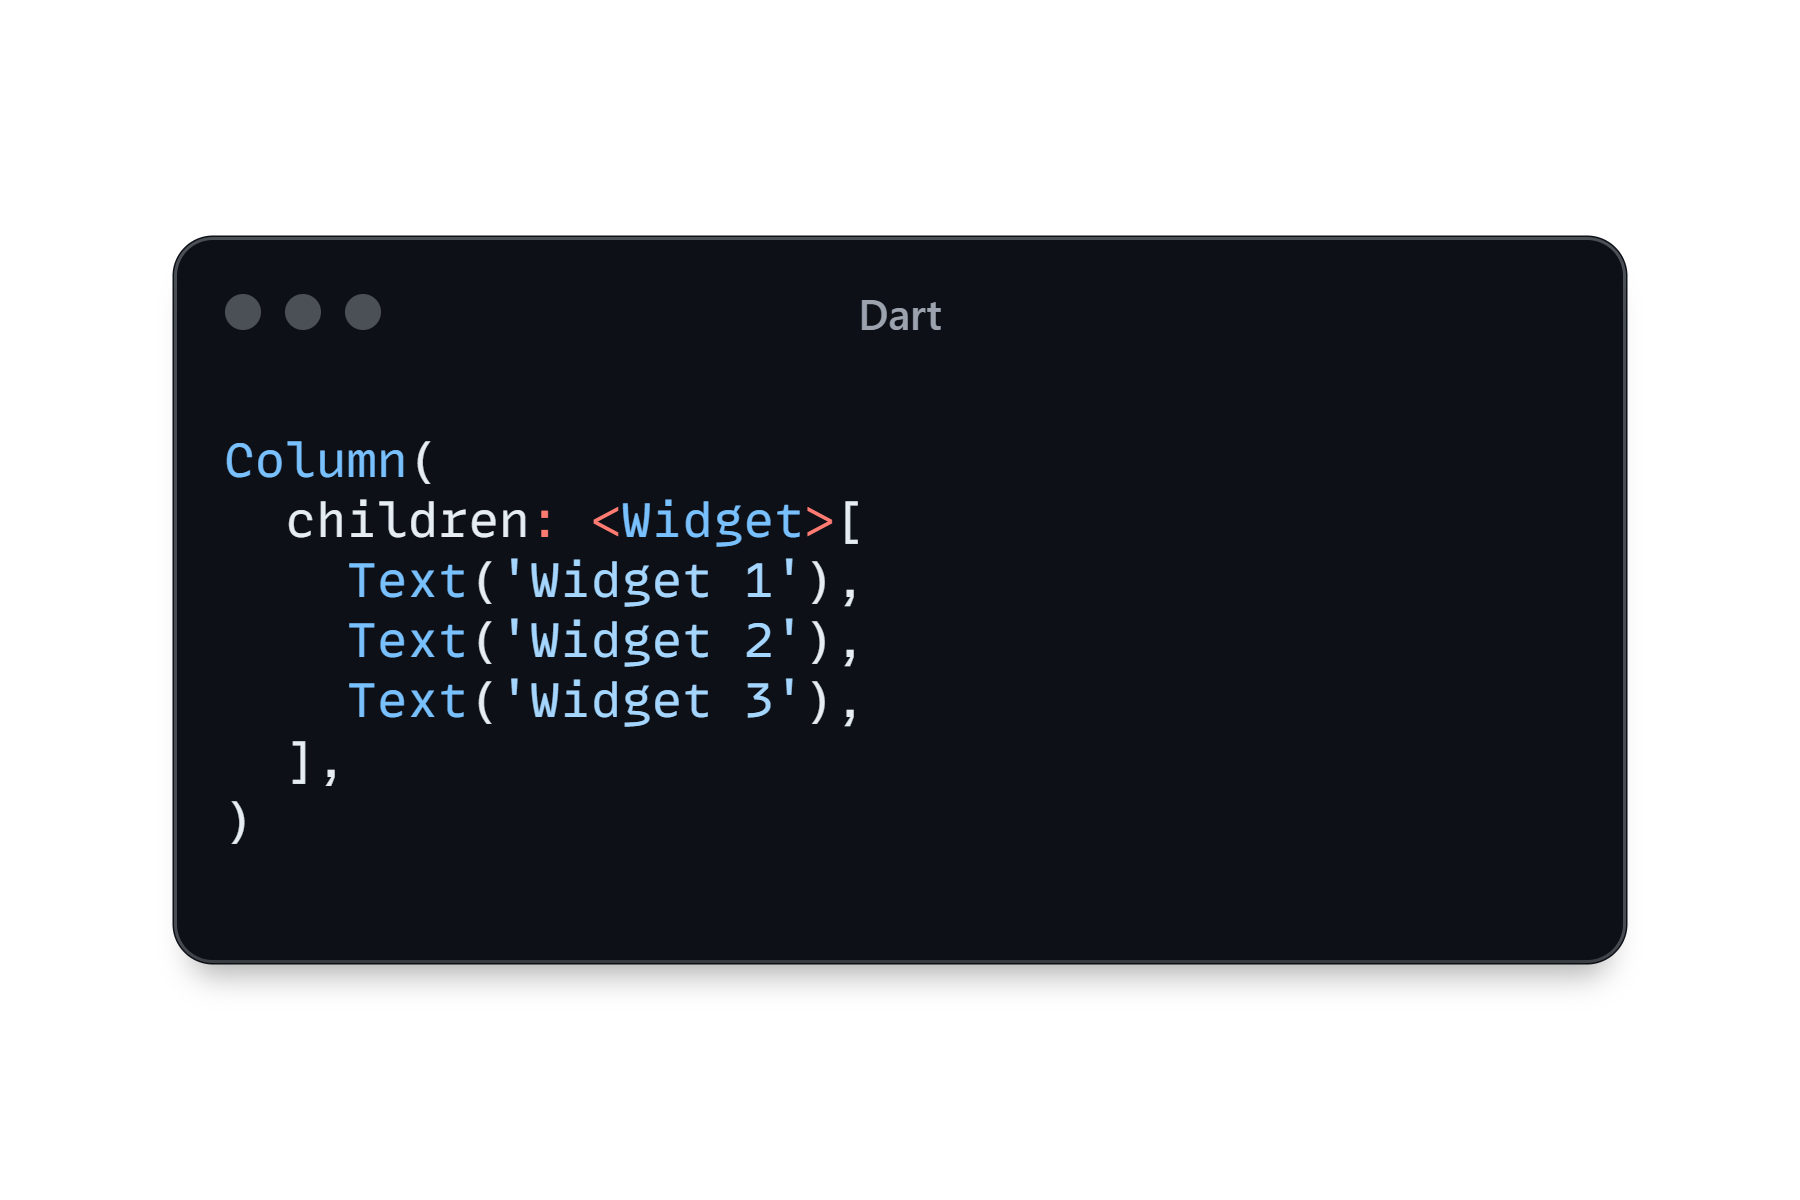 Dart
Column(
  children: <Widget>[
    Text('Widget 1'),
    Text('Widget 2'),
    Text('Widget 3'),
  ],
)